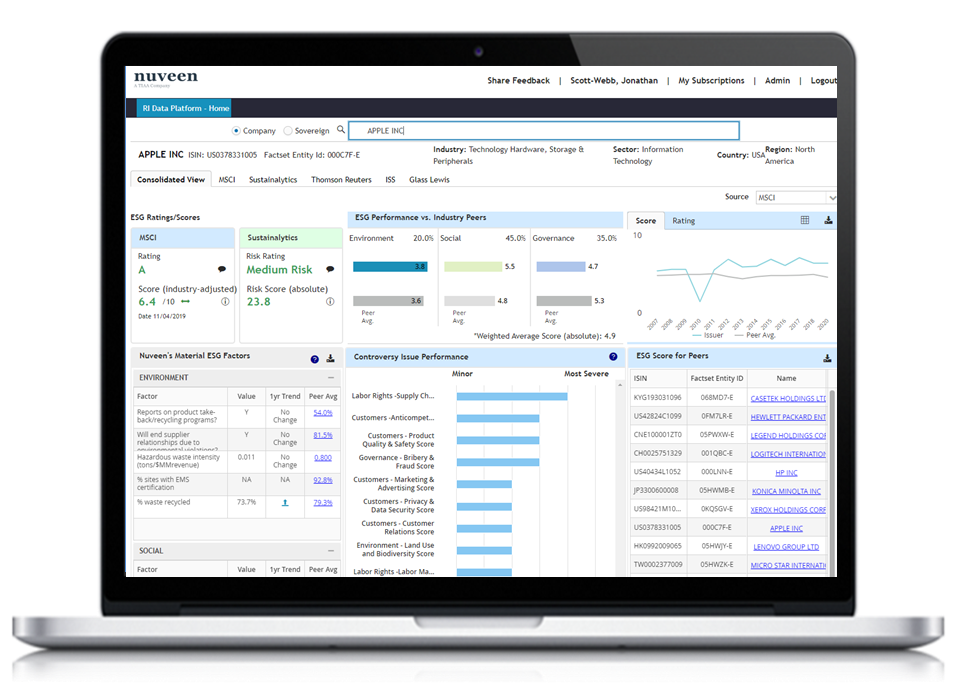 nuveen
A TIAA Company
Share Feedback | Scott-Webb, Jonathan | My Subscriptions | Admin | Logout
RI Data Platform - Home
Company Sovereign APPLE INC
APPLE INC ISIN: US0378331005 Factset Entity Id: 000C7F-E
Industry: Technology Hardware, Storage &
Peripherals
Sector: Information
Technology
Country: USA
Region: North
America
Consolidated View MSCI Sustainalytics Thomson Reuters ISS Glass Lewis
Source MSCI
ESG Ratings/Scores
MSCI
Rating
A
Score (industry-adjusted)
6.4 /10
Date 11/04/2019
Sustainalytics
Risk Rating
Medium Risk
Risk Score (absolute)
23.8
ESG Performance vs. Industry Peers
Environment 20.0% Social 45.0% Governance 35.0%
3.8 5.5 4.7
3.6 4.8 5.3
Peer Peer Peer
Avg. Avg. Avg.
*Weighted Average Score (absolute): 4.9
Score Rating
10
0
2007 2008 2009 2010 2011 2012 2013 2014 2015 2016 2017 2018 2020
Issuer Peer Avg.
Nuveen's Material ESG Factors
ENVIRONMENT
Factor Value 1yr Trend Peer Avg
Reports on product take- Y No 54.0%
back/recycling programs? Change
Will end supplier Y No 81.5%
relationships due to Change
environmental violations?
Hazardous waste intensity 0.011 No 0.800
(tons/$MMrevenue) Change
% sites with EMS NA NA 92.8%
certification
% waste recycled 73.7% 79.3%
SOCIAL
Factor Value 1yr Trend Peer Avg
Controversy Issue Performance
Minor Most Severe
Labor Rights -Supply Ch...
Customers -Anticompet...
Customers - Product
Quality & Safety Score
Governance - Bribery &
Fraud Score
Customers - Marketing &
Advertising Score
Customers - Privacy &
Data Security Score
Customers - Customer
Relations Score
Environment - Land Use
and Biodiversity Score
Labor Rights -Labor Ma...
ESG Score for Peers
ISIN Factset Entity ID Name
KYG193031096 068MD7-E CASETEK HOLDINGS LTD
US42824C1099 0FM7LR-E HEWLETT PACKARD ENT
CNE100001ZT0 05PWXW-E LEGEND HOLDINGS COR
CH0025751329 001QBC-E LOGITECH INTERNATION
US40434L1052 000LNN-E HP INC
JP3300600008 05HWMB-E KONICA MINOLTA INC
US98421M10... 0KQSGV-E XEROX HOLDINGS CORP
US0378331005 000C7F-E APPLE INC
HK0992009065 05HWJY-E LENOVO GROUP LTD
TW0002377009 05HWZK-E MICRO STAR INTERNATI